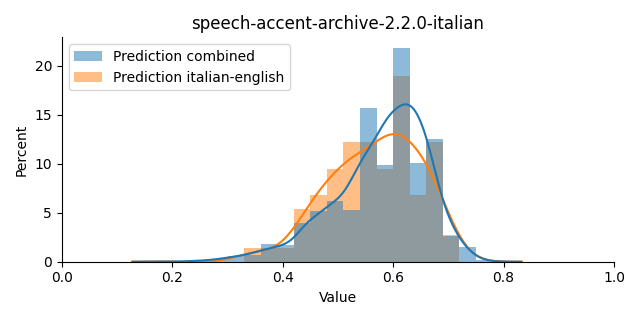 speech-accent-archive-2.2.0-italian
Prediction combined
Prediction italian-english
Percent
20
15
10
5
0
0.0 0.2 0.4 0.6 0.8 1.0
Value